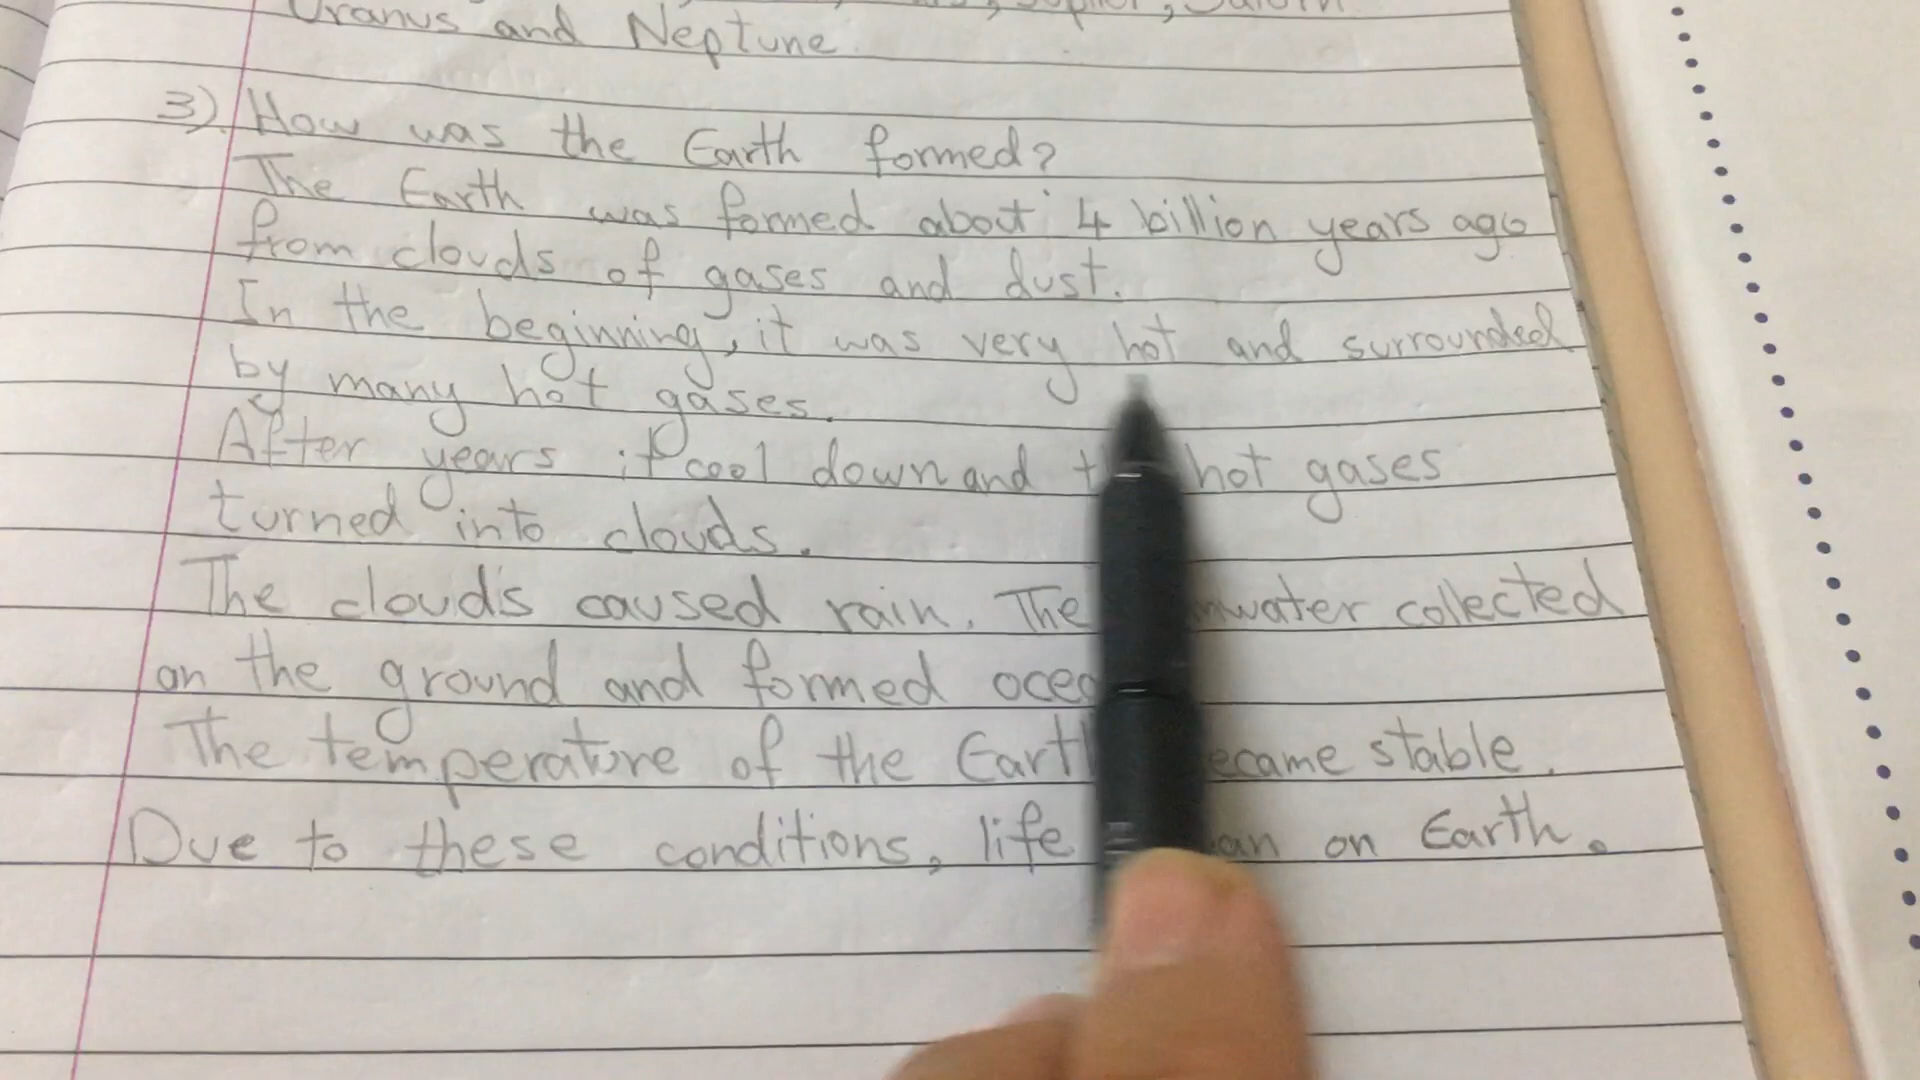 Uranus and Neptune
3). How was the Earth formed?
The Earth was formed about 4 billion years ago
from clouds of gases and dust.
In the beginning, it was very hot and surrounded
by many hot gases.
After years it cool down and hot gases
turned into clouds.
The clouds caused rain. The collected
on the ground and formed
The temperature of the stable.
Due to these conditions, life on Earth.